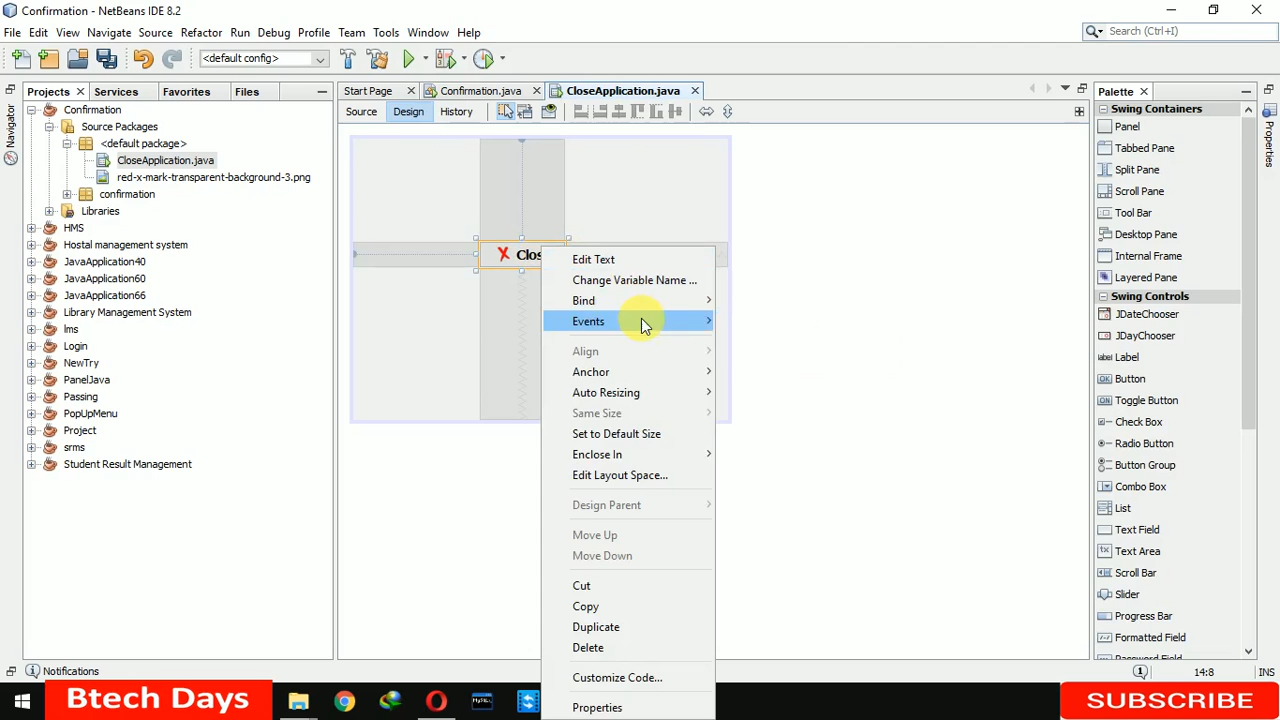 Confirmation - NetBeans IDE 8.2
File Edit View Navigate Source Refactor Run Debug Profile Team Tools Window Help
Search (Ctrl+I)
<default config>
Projects Services Favorites Files
Start Page Confirmation.java CloseApplication.java
Source Design History
Navigator
Confirmation
Source Packages
<default package>
CloseApplication.java
red-x-mark-transparent-background-3.png
confirmation
Libraries
HMS
Hostal management system
JavaApplication40
JavaApplication60
JavaApplication66
Library Management System
lms
Login
NewTry
PanelJava
Passing
PopUpMenu
Project
srms
Student Result Management
Clos
Edit Text
Change Variable Name ...
Bind
Events
Align
Anchor
Auto Resizing
Same Size
Set to Default Size
Enclose In
Edit Layout Space...
Design Parent
Move Up
Move Down
Cut
Copy
Duplicate
Delete
Customize Code...
Properties
Palette
Swing Containers
Panel
Tabbed Pane
Split Pane
Scroll Pane
Tool Bar
Desktop Pane
Internal Frame
Layered Pane
Swing Controls
JDateChooser
JDayChooser
label Label
OK Button
ON Toggle Button
Check Box
Radio Button
Button Group
Combo Box
List
Text Field
Text Area
Scroll Bar
Slider
Progress Bar
Formatted Field
Properties
Notifications
14:8
Btech Days
SUBSCRIBE